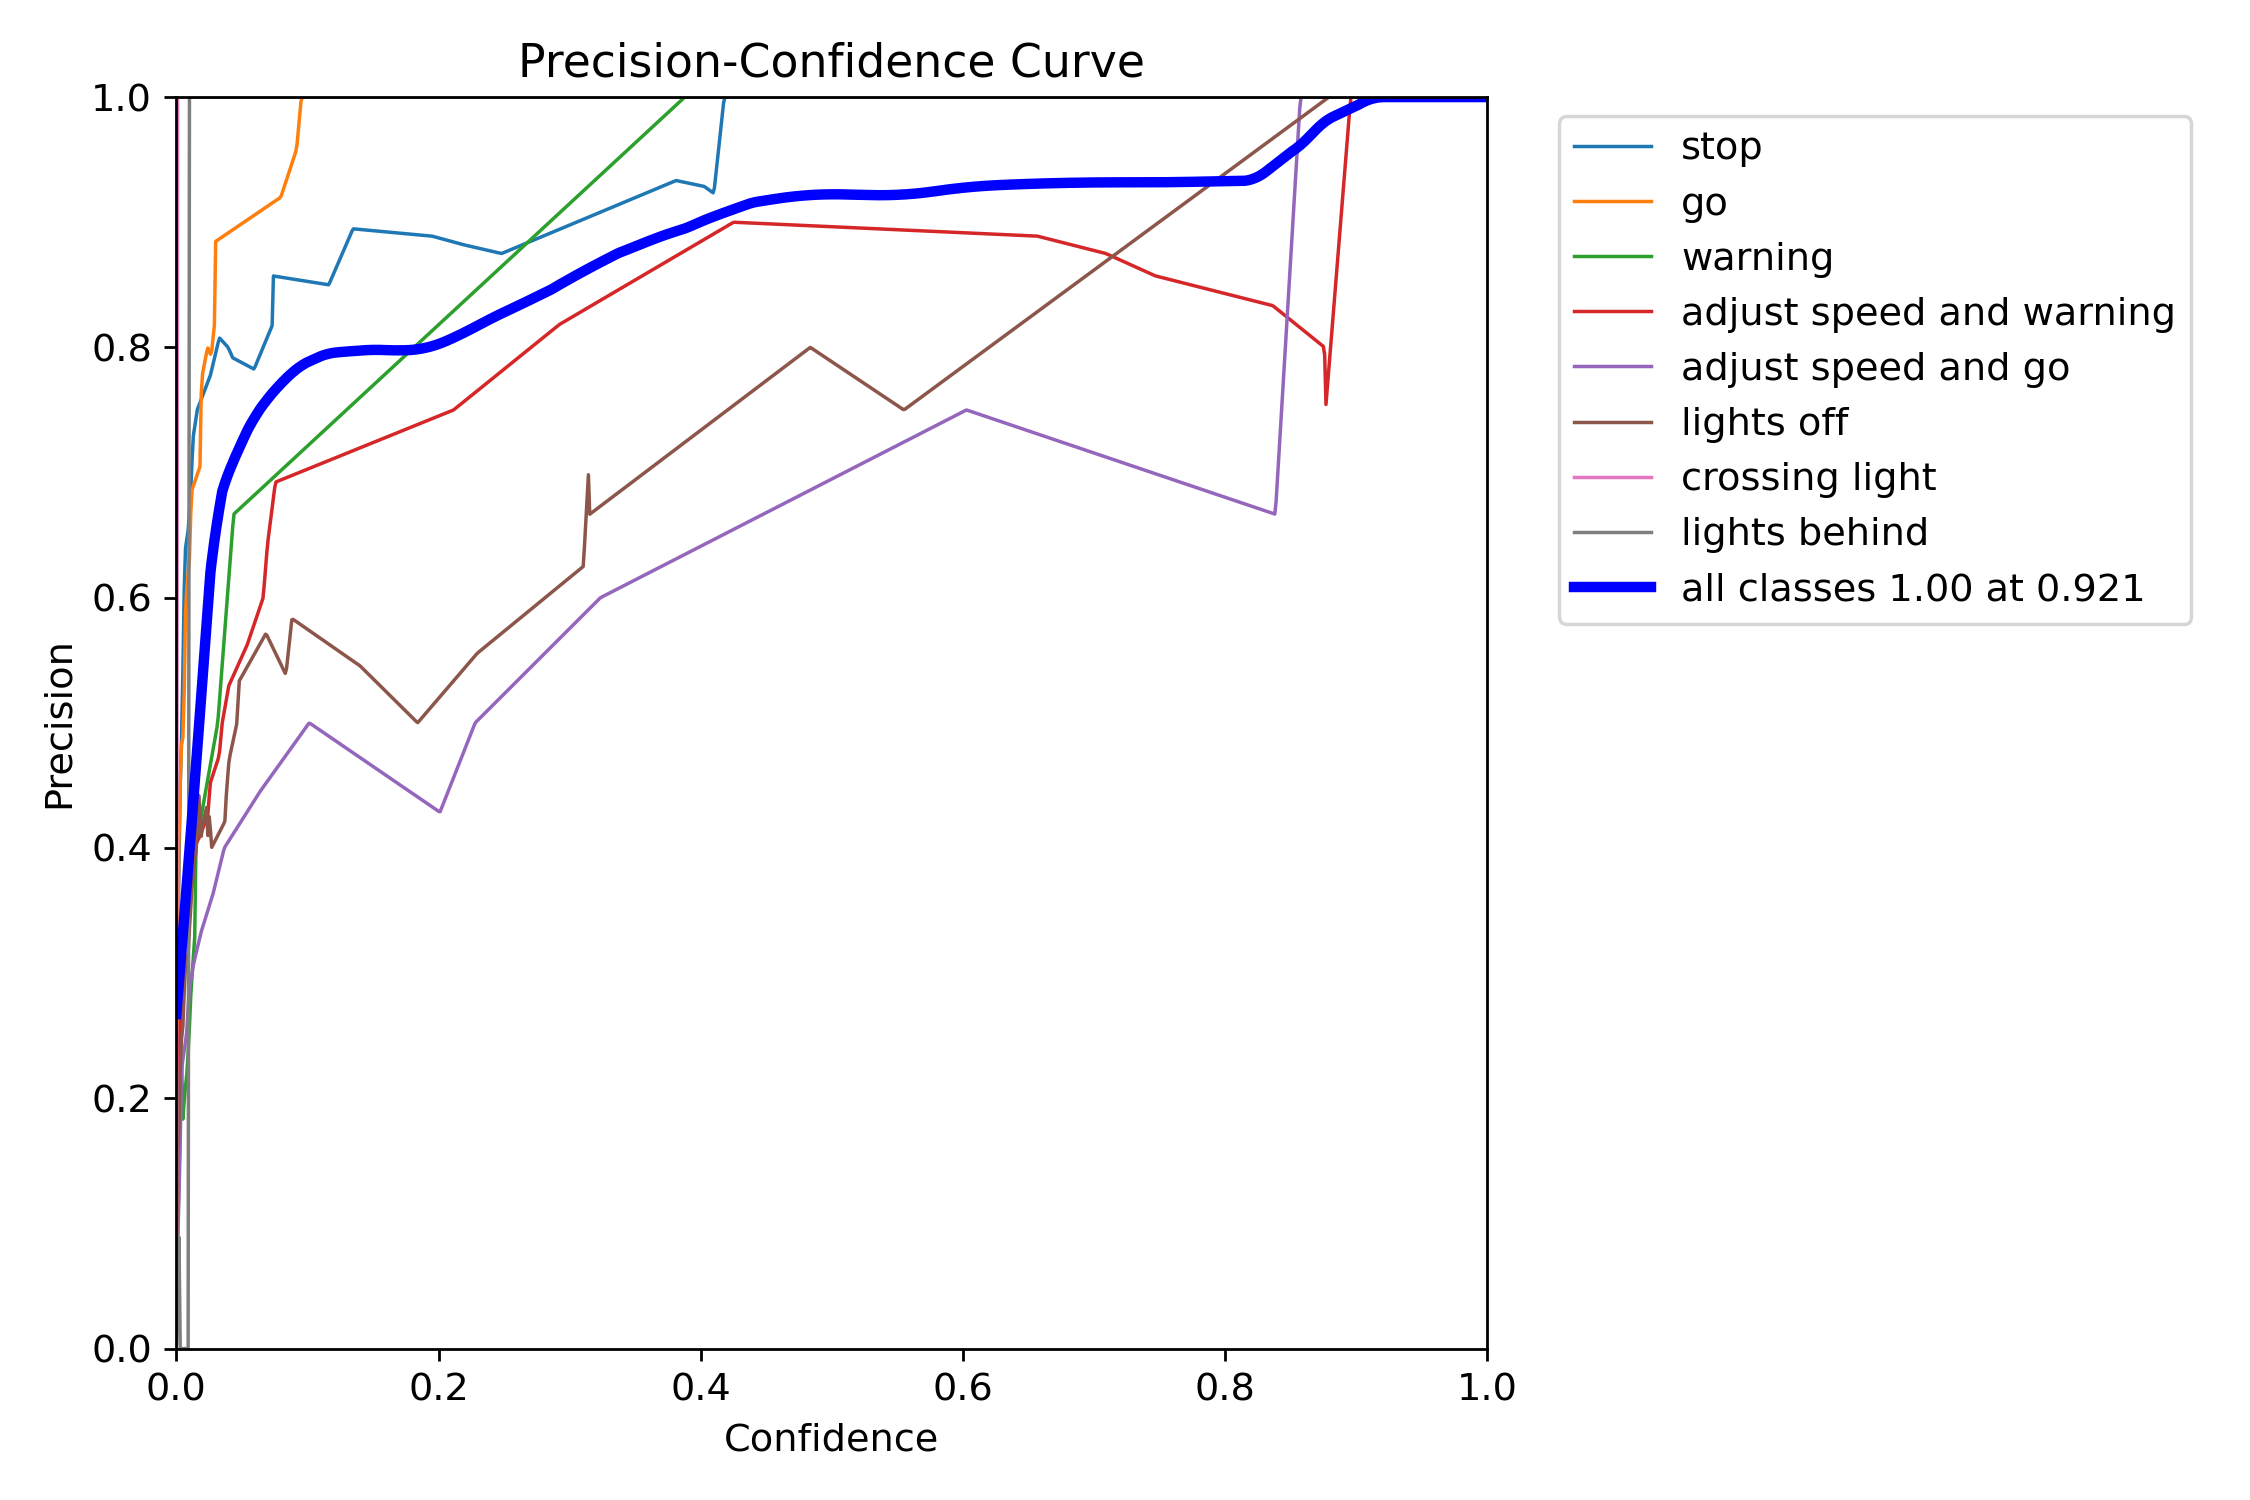 Precision-Confidence Curve
1.0
0.8
0.6
0.4
0.2
0.0
Precision
0.0 0.2 0.4 0.6 0.8 1.0
Confidence
stop
go
warning
adjust speed and warning
adjust speed and go
lights off
crossing light
lights behind
all classes 1.00 at 0.921